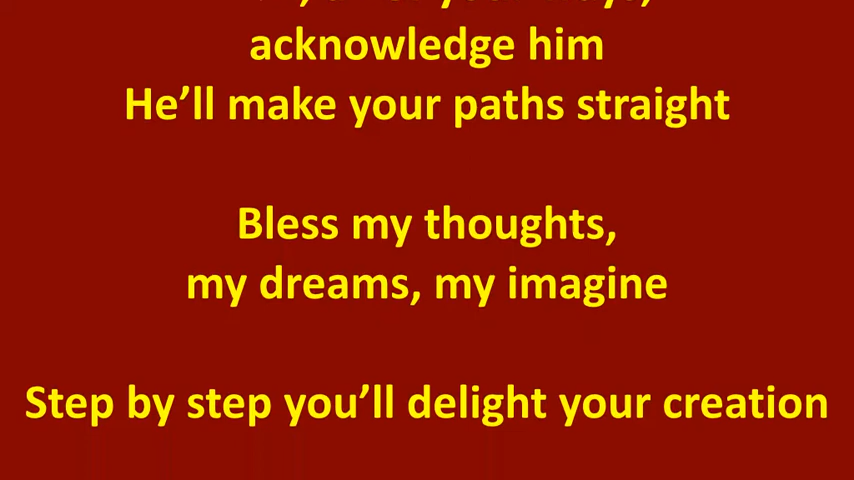 acknowledge him
He’ll make your paths straight
Bless my thoughts,
my dreams, my imagine
Step by step you’ll delight your creation